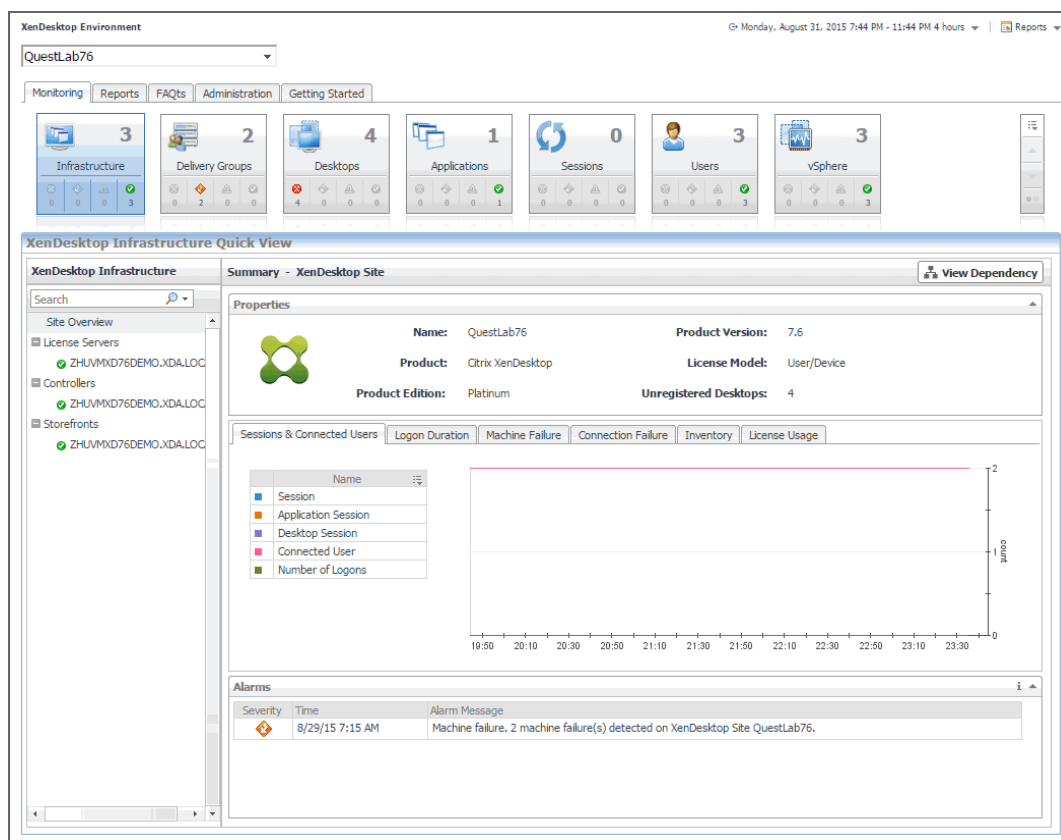 XenDesktop Environment
Monday, August 31, 2015 7:44 PM - 11:44 PM 4 hours | Reports
QuestLab76
Monitoring Reports FAQts Administration Getting Started
3 2 4 1 0 3 3
Infrastructure Delivery Groups Desktops Applications Sessions Users vSphere
0 0 0 3 0 2 0 0 4 0 0 0 0 0 0 1 0 0 0 0 0 0 0 3 0 0 0 3
XenDesktop Infrastructure Quick View
XenDesktop Infrastructure
Search
Site Overview
License Servers
ZHUVMXD76DEMO.XDA.LOC
Controllers
ZHUVMXD76DEMO.XDA.LOC
Storefronts
ZHUVMXD76DEMO.XDA.LOC
Summary - XenDesktop Site
View Dependency
Properties
Name: QuestLab76 Product Version: 7.6
Product: Citrix XenDesktop License Model: User/Device
Product Edition: Platinum Unregistered Desktops: 4
Sessions & Connected Users Logon Duration Machine Failure Connection Failure Inventory License Usage
Name
Session
Application Session
Desktop Session
Connected User
Number of Logons
2
1
0
count
19:50 20:10 20:30 20:50 21:10 21:30 21:50 22:10 22:30 22:50 23:10 23:30
Alarms
Severity Time Alarm Message
8/29/15 7:15 AM Machine failure. 2 machine failure(s) detected on XenDesktop Site QuestLab76.